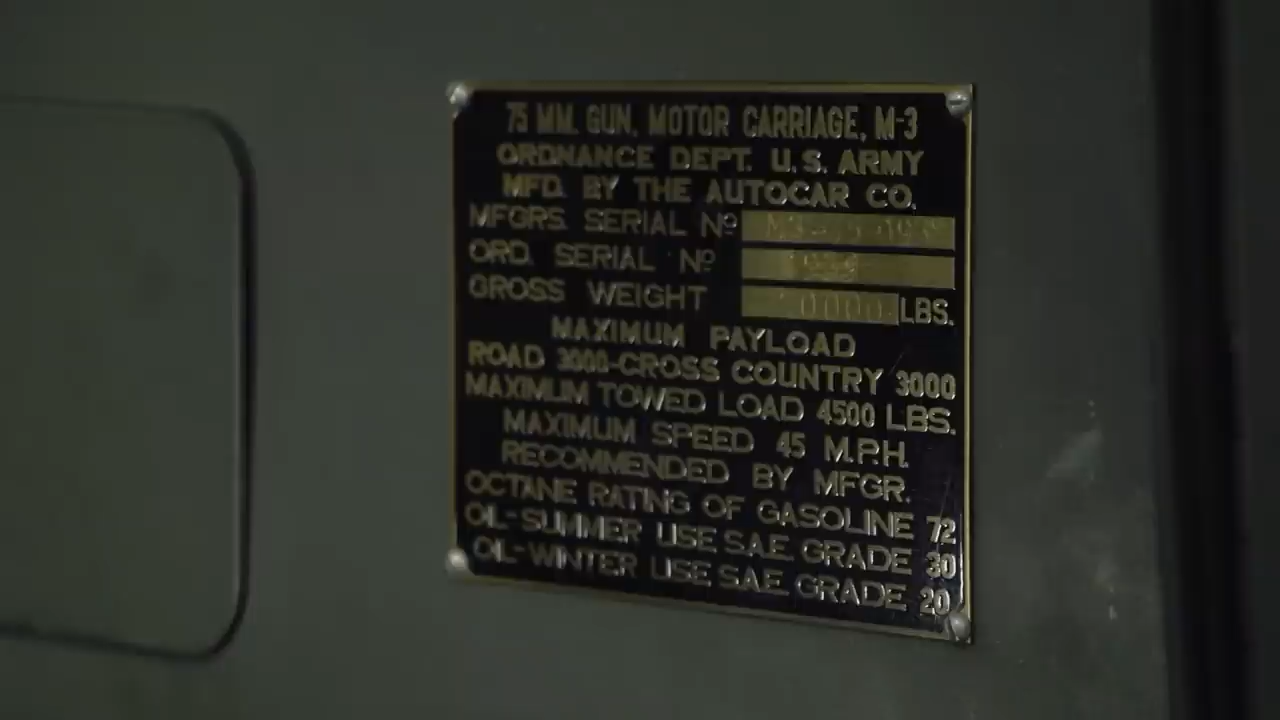 75 MM. GUN, MOTOR CARRIAGE, M-3
ORDNANCE DEPT. U.S. ARMY
MFD. BY THE AUTOCAR CO.
MFGRS. SERIAL Nº
ORD. SERIAL Nº
GROSS WEIGHT LBS.
MAXIMUM PAYLOAD
ROAD 3000-CROSS COUNTRY 3000
MAXIMUM TOWED LOAD 4500 LBS.
MAXIMUM SPEED 45 M.P.H.
RECOMMENDED BY MFGR.
OCTANE RATING OF GASOLINE 72
OIL-SUMMER USE S.A.E. GRADE 30
OIL-WINTER USE S.A.E. GRADE 20